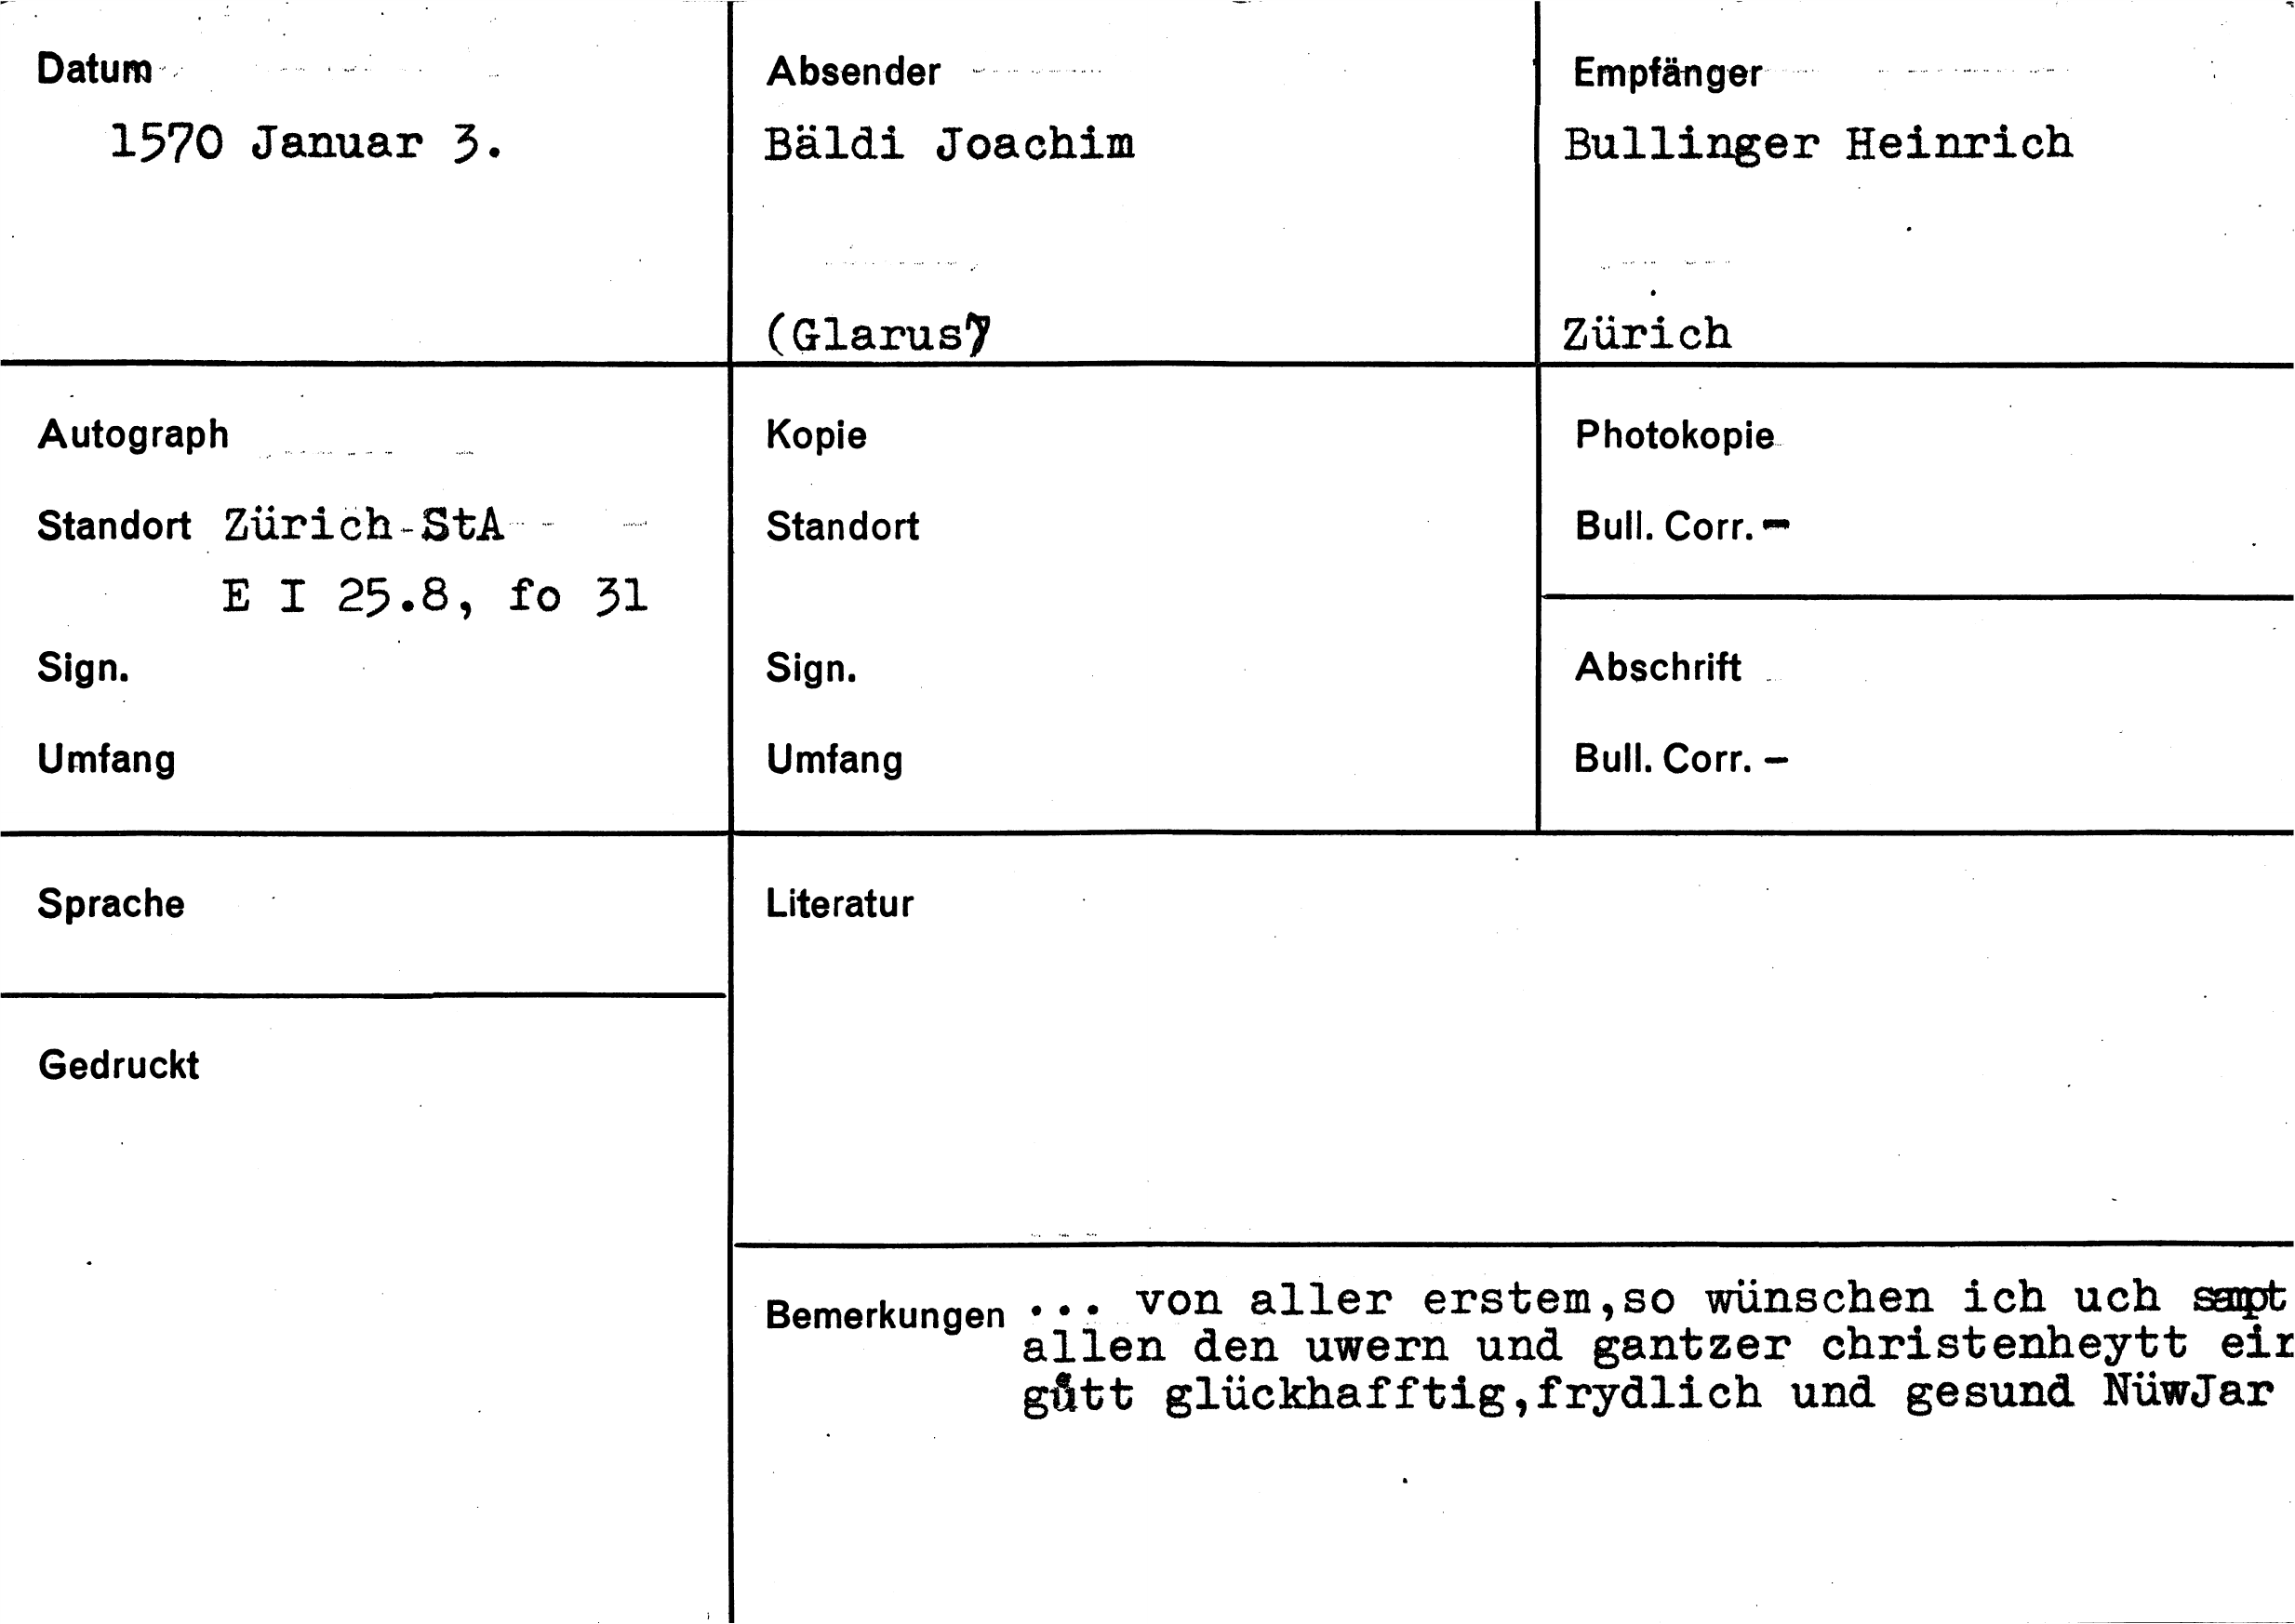 Datum
1570 Januar 3.
Absender
Bäldi Joachim
(Glarus)
Empfänger
Bullinger Heinrich
Zürich
Autograph
Standort Zürich StA
E I 25.8, fo 31
Sign.
Umfang
Kopie
Standort
Sign.
Umfang
Photokopie
Bull. Corr. –
Abschrift
Bull. Corr. –
Sprache
Gedruckt
Literatur
Bemerkungen ... von aller erstem,so wünschen ich uch sampt
allen den uwern und gantzer christenheytt ein
gůtt glückhafftig,frydlich und gesund NüwJar